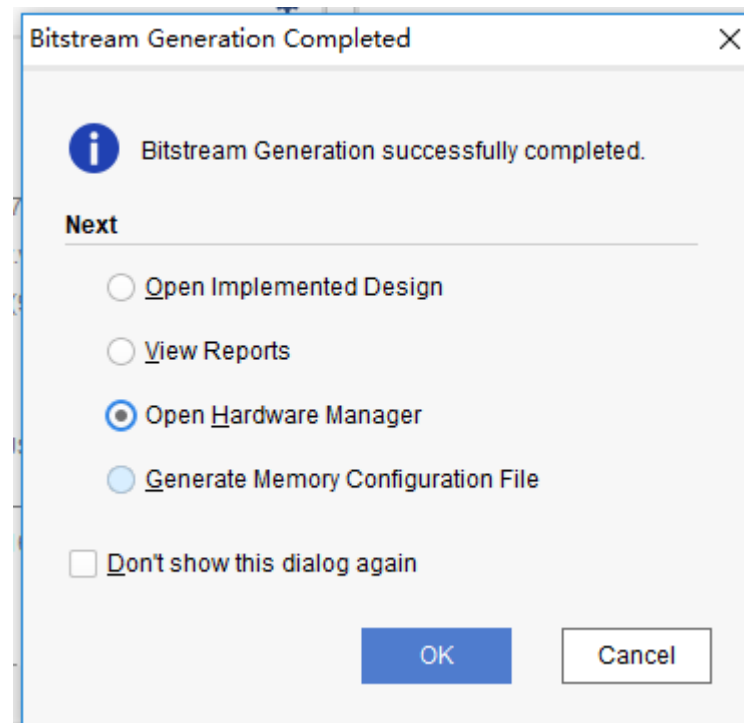 Bitstream Generation Completed
Bitstream Generation successfully completed.
Next
Open Implemented Design
View Reports
Open Hardware Manager
Generate Memory Configuration File
Don't show this dialog again
OK
Cancel